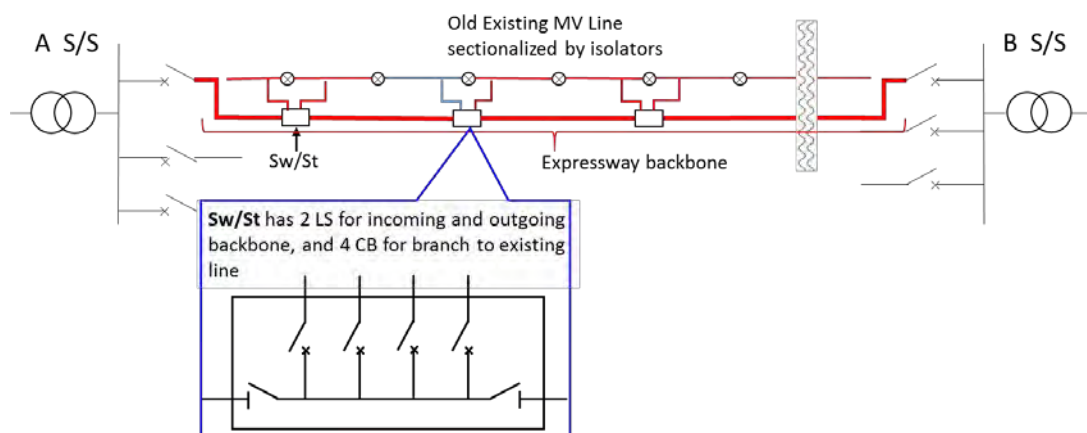 Old Existing MV Line
sectionalized by isolators
A S/S
B S/S
Sw/St
Expressway backbone
Sw/St has 2 LS for incoming and outgoing
backbone, and 4 CB for branch to existing
line